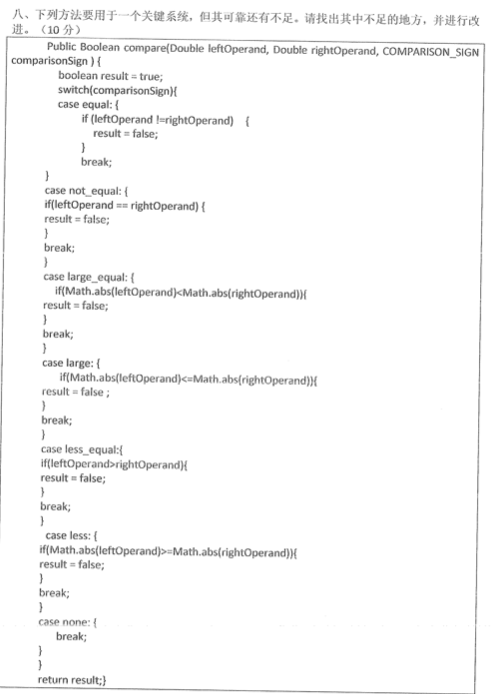 八、下列方法要用于一个关键系统，但其可靠还有不足。请找出其中不足的地方，并进行改
进。（10 分）
Public Boolean compare(Double leftOperand, Double rightOperand, COMPARISON_SIGN
comparisonSign ) {
boolean result = true;
switch(comparisonSign){
case equal: {
if (leftOperand !=rightOperand) {
result = false;
}
break;
}
case not_equal: {
if(leftOperand == rightOperand) {
result = false;
}
break;
}
case large_equal: {
if(Math.abs(leftOperand)<Math.abs(rightOperand)){
result = false;
}
break;
}
case large: {
if(Math.abs(leftOperand)<=Math.abs(rightOperand)){
result = false ;
}
break;
}
case less_equal:{
if(leftOperand>rightOperand){
result = false;
}
break;
}
case less: {
if(Math.abs(leftOperand)>=Math.abs(rightOperand)){
result = false;
}
break;
}
case none: {
break;
}
}
return result;}